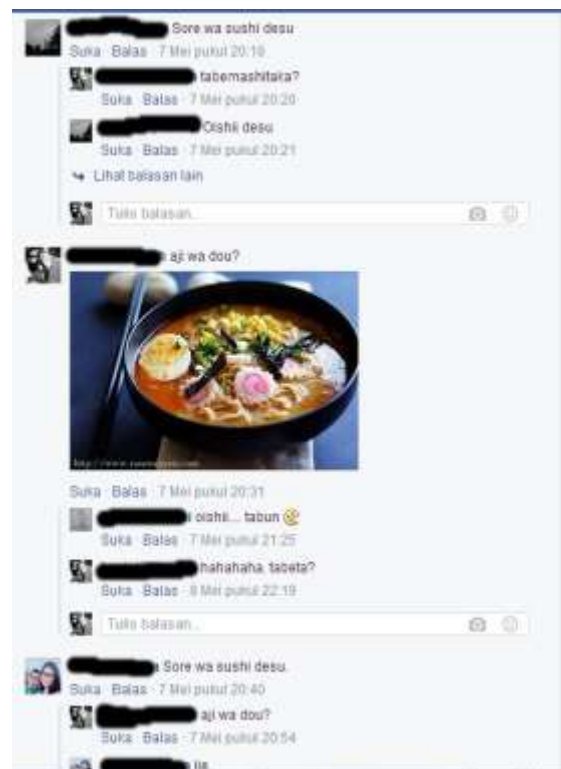 Sore wa sushi desu
Suka Balas 7 Mei pukul 20:18
tabemashitaka?
Suka Balas 7 Mei pukul 20:20
Oishii desu
Suka Balas 7 Mei pukul 20:21
Lihat balasan lain
Tulis balasan...
aji wa dou?
Suka Balas 7 Mei pukul 20:31
oishii... tabun
Suka Balas 7 Mei pukul 21:25
hahahaha. tabeta?
Suka Balas 8 Mei pukul 22:19
Tulis balasan...
Sore wa sushi desu.
Suka Balas 7 Mei pukul 20:40
aji wa dou?
Suka Balas 7 Mei pukul 20:54